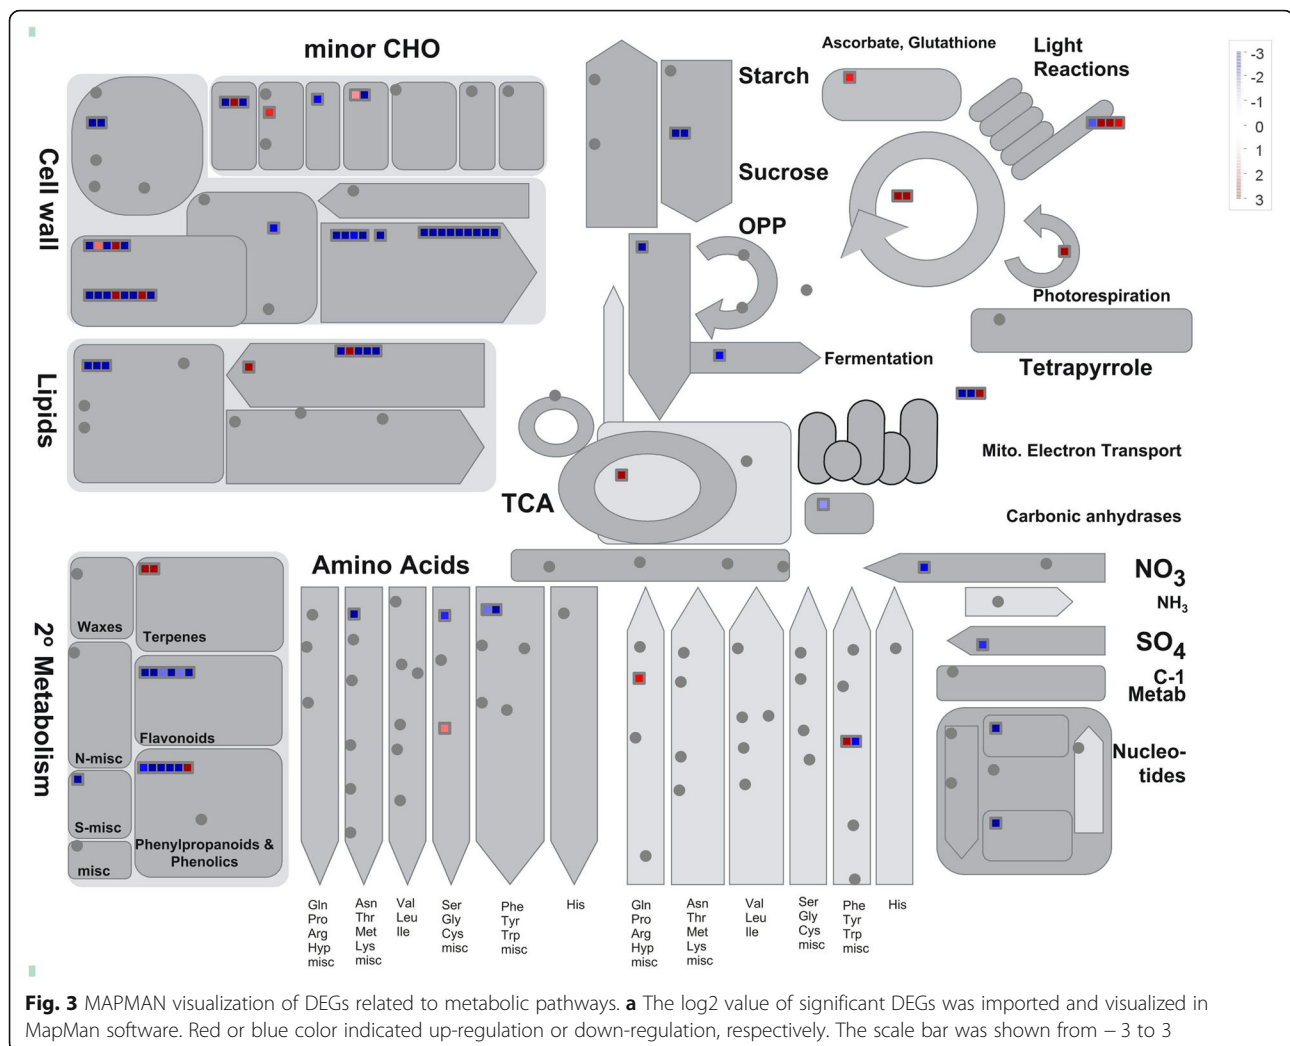 minor CHO
Cell wall
Lipids
2º Metabolism
Waxes
Terpenes
Flavonoids
N-misc
S-misc
misc
Phenylpropanoids &
Phenolics
Starch
Sucrose
OPP
Fermentation
TCA
Amino Acids
Ascorbate, Glutathione
Light
Reactions
Photorespiration
Tetrapyrrole
Mito. Electron Transport
Carbonic anhydrases
NO3
NH3
SO4
C-1
Metab
Nucleo-
tides
-3
-2
-1
0
1
2
3
Gln
Pro
Arg
Hyp
misc
Asn
Thr
Met
Lys
misc
Val
Leu
Ile
Ser
Gly
Cys
misc
Phe
Tyr
Trp
misc
His
Gln
Pro
Arg
Hyp
misc
Asn
Thr
Met
Lys
misc
Val
Leu
Ile
Ser
Gly
Cys
misc
Phe
Tyr
Trp
misc
His
Fig. 3 MAPMAN visualization of DEGs related to metabolic pathways. a The log2 value of significant DEGs was imported and visualized in
MapMan software. Red or blue color indicated up-regulation or down-regulation, respectively. The scale bar was shown from − 3 to 3